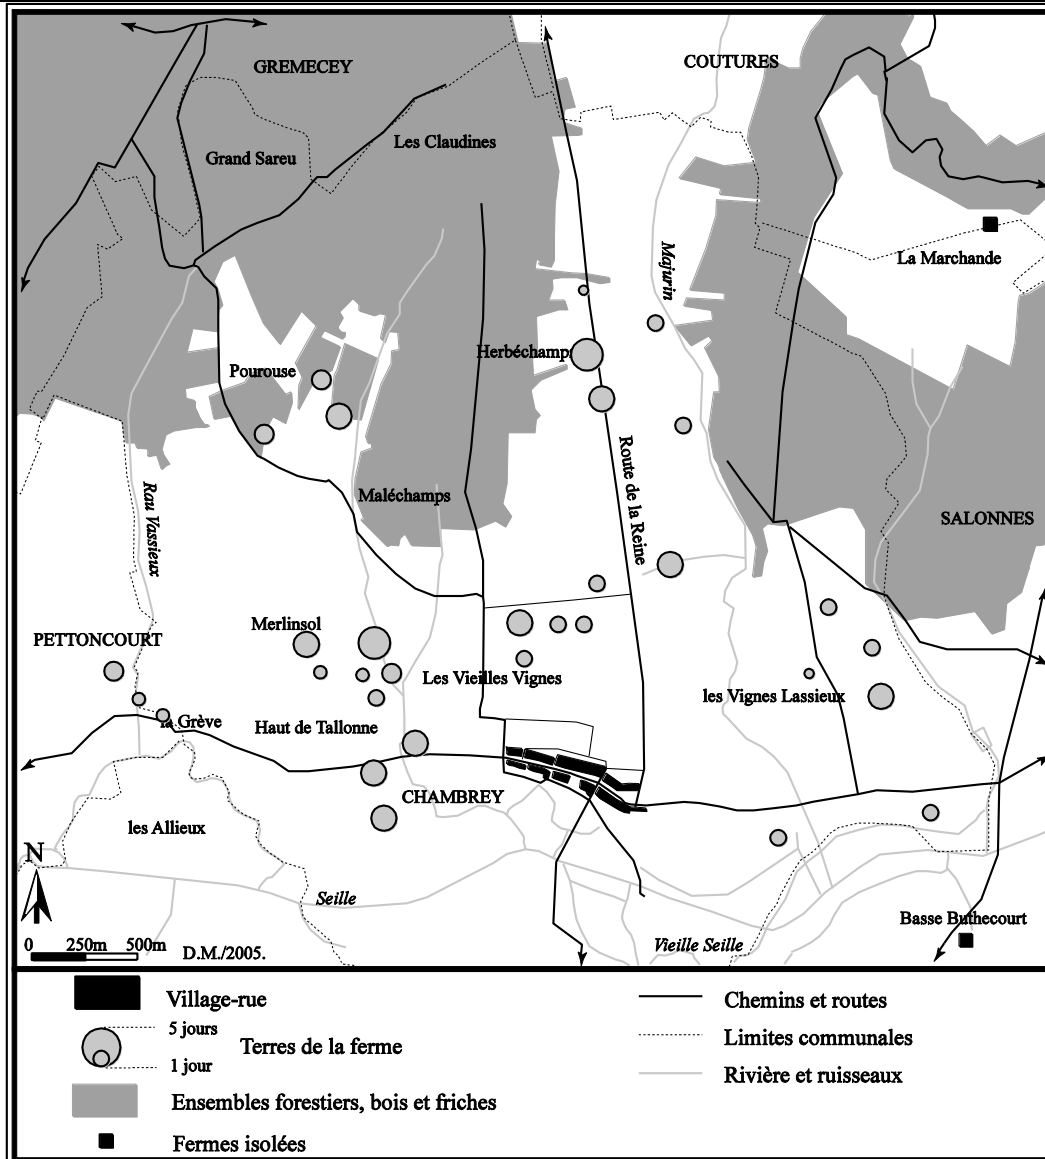 GREMECEY
COUTURES
Les Claudines
Grand Sareu
La Marchande
Majurin
Herbéchamps
Pourouse
Route de la Reine
Maléchamps
Rau Vassieux
SALONNES
Merlinsol
PETTONCOURT
Les Vieilles Vignes
les Vignes Lassieux
la Grève
Haut de Tallonne
CHAMBREY
les Allieux
N
Seille
Basse Buthecourt
Vieille Seille
0 250m 500m
D.M./2005.
Village-rue
5 jours
1 jour
Terres de la ferme
Ensembles forestiers, bois et friches
Fermes isolées
Chemins et routes
Limites communales
Rivière et ruisseaux